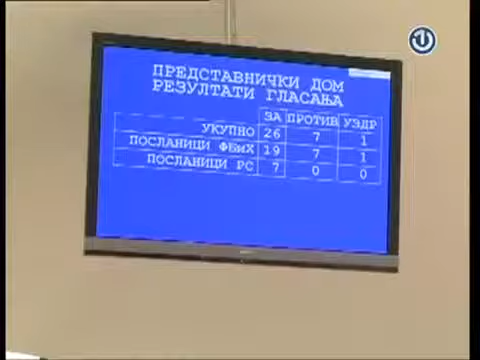 ПРЕДСТАВНИЧКИ ДОМ
РЕЗУЛТАТИ ГЛАСАЊА
ЗА ПРОТИВ УЗДР
УКУПНО 26 7 1
ПОСЛАНИЦИ ФБиХ 19 7 1
ПОСЛАНИЦИ РС 7 0 0